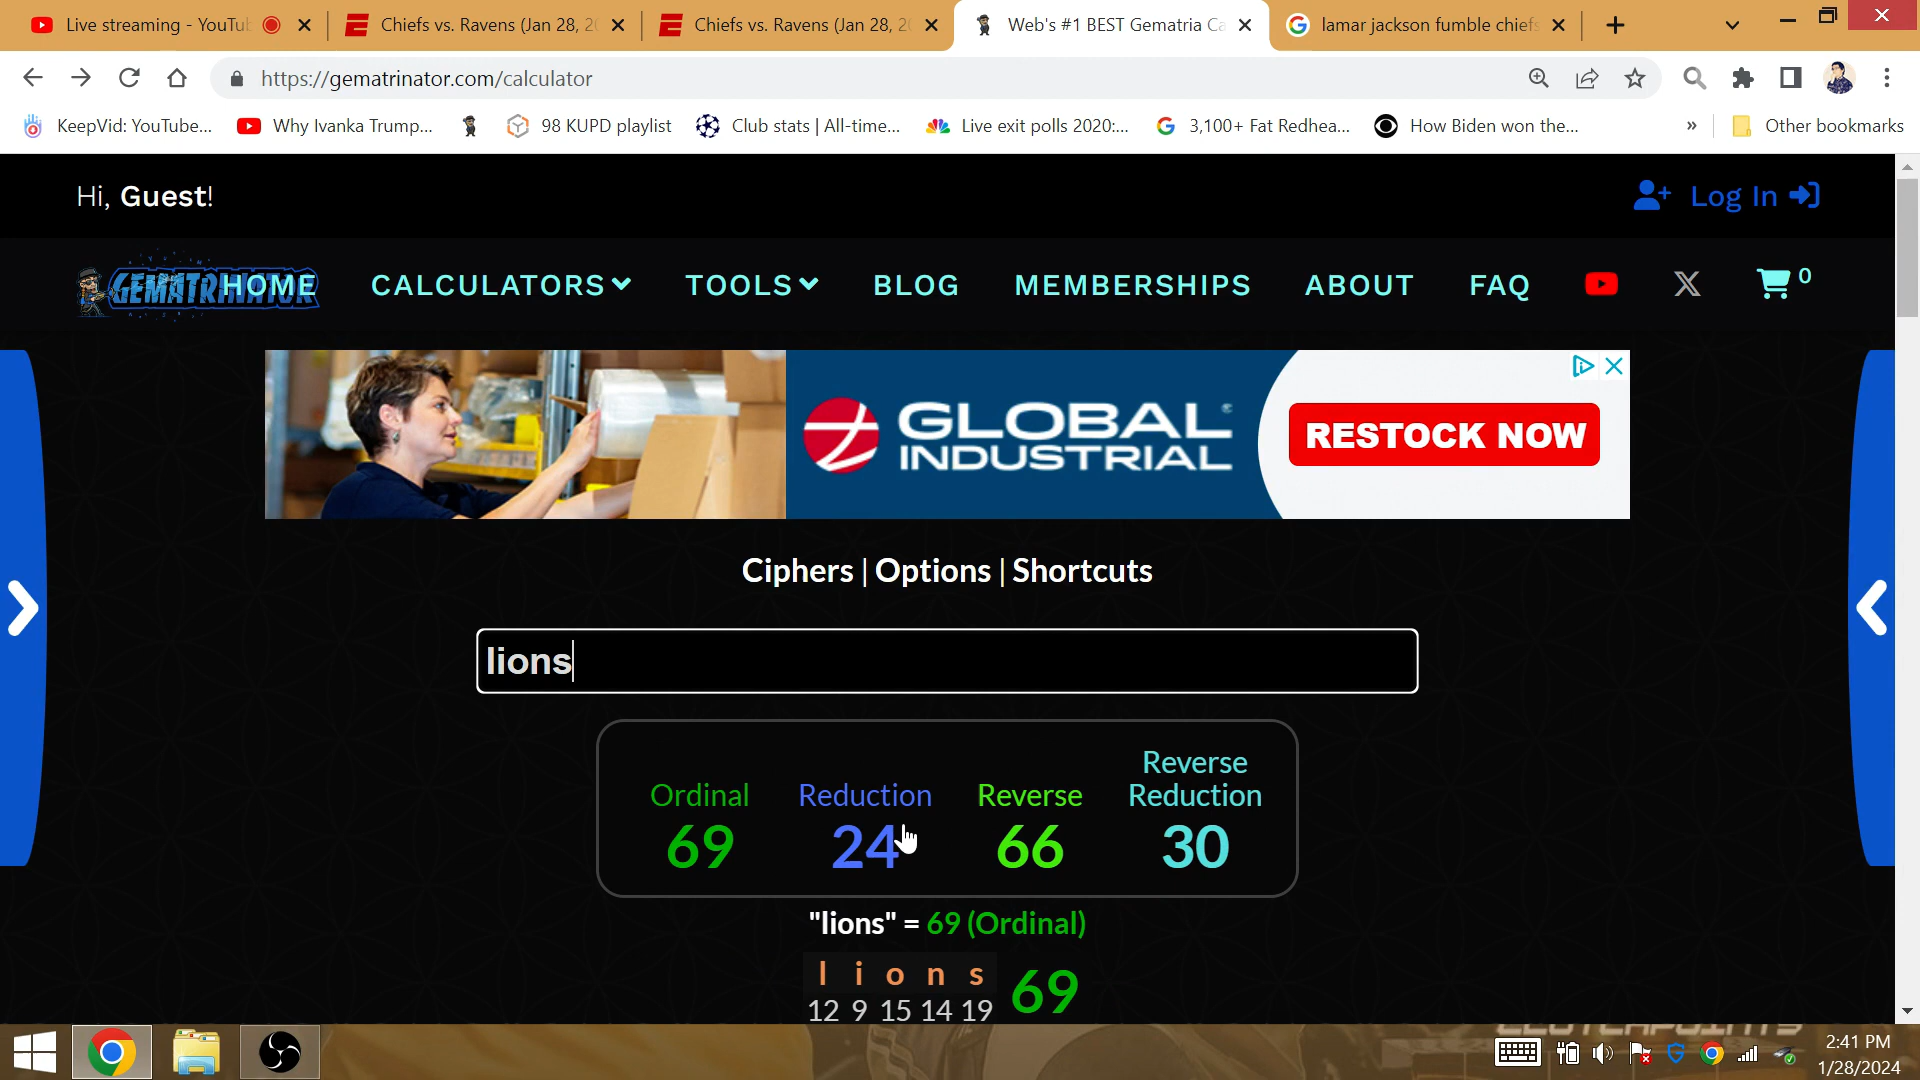 Live streaming - YouTub
Chiefs vs. Ravens (Jan 28, 20
Chiefs vs. Ravens (Jan 28, 20
Web's #1 BEST Gematria Ca
lamar jackson fumble chiefs
https://gematrinator.com/calculator
KeepVid: YouTube...
Why Ivanka Trump...
98 KUPD playlist
Club stats | All-time...
Live exit polls 2020:...
3,100+ Fat Redhea...
How Biden won the...
»
Other bookmarks
Hi, Guest!
Log In
GEMATRINATOR
HOME
CALCULATORS
TOOLS
BLOG
MEMBERSHIPS
ABOUT
FAQ
0
GLOBAL
INDUSTRIAL
RESTOCK NOW
Ciphers | Options | Shortcuts
lions
Ordinal
69
Reduction
24
Reverse
66
Reverse
Reduction
30
"lions" = 69 (Ordinal)
l i o n s
12 9 15 14 19
69
CLUTCHPOINTS
2:41 PM
1/28/2024